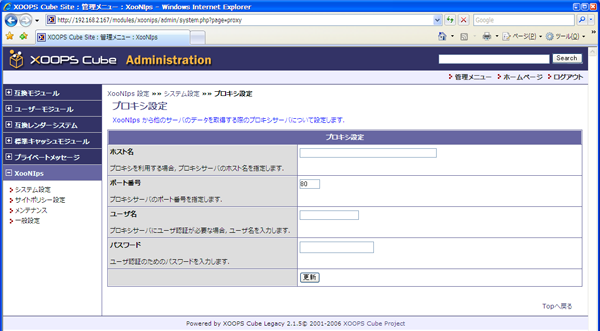 XOOPS Cube Site : 管理メニュー : XooNIps - Windows Internet Explorer
http://192.168.2.167/modules/xoonips/admin/system.php?page=proxy
XOOPS Cube Site : 管理メニュー : XooNIps
ページ(P) ツール(O)
XOOPS Cube Administration
Search
管理メニュー ホームページ ログアウト
互換モジュール
ユーザーモジュール
互換レンダーシステム
標準キャッシュモジュール
プライベートメッセージ
XooNIps
システム設定
サイトポリシー設定
メンテナンス
一般設定
XooNIps 設定 »» システム設定 »» プロキシ設定
プロキシ設定
XooNIps から他のサーバのデータを取得する際のプロキシサーバについて設定します.
プロキシ設定
ホスト名
プロキシを利用する場合, プロキシサーバのホスト名を指定します.
ポート番号
80
プロキシサーバのポート番号を指定します.
ユーザ名
プロキシサーバにユーザ認証が必要な場合, ユーザ名を入力します.
パスワード
ユーザ認証のためのパスワードを入力します.
更新
Topへ戻る
Powered by XOOPS Cube Legacy 2.1.5© 2001-2006 XOOPS Cube Project